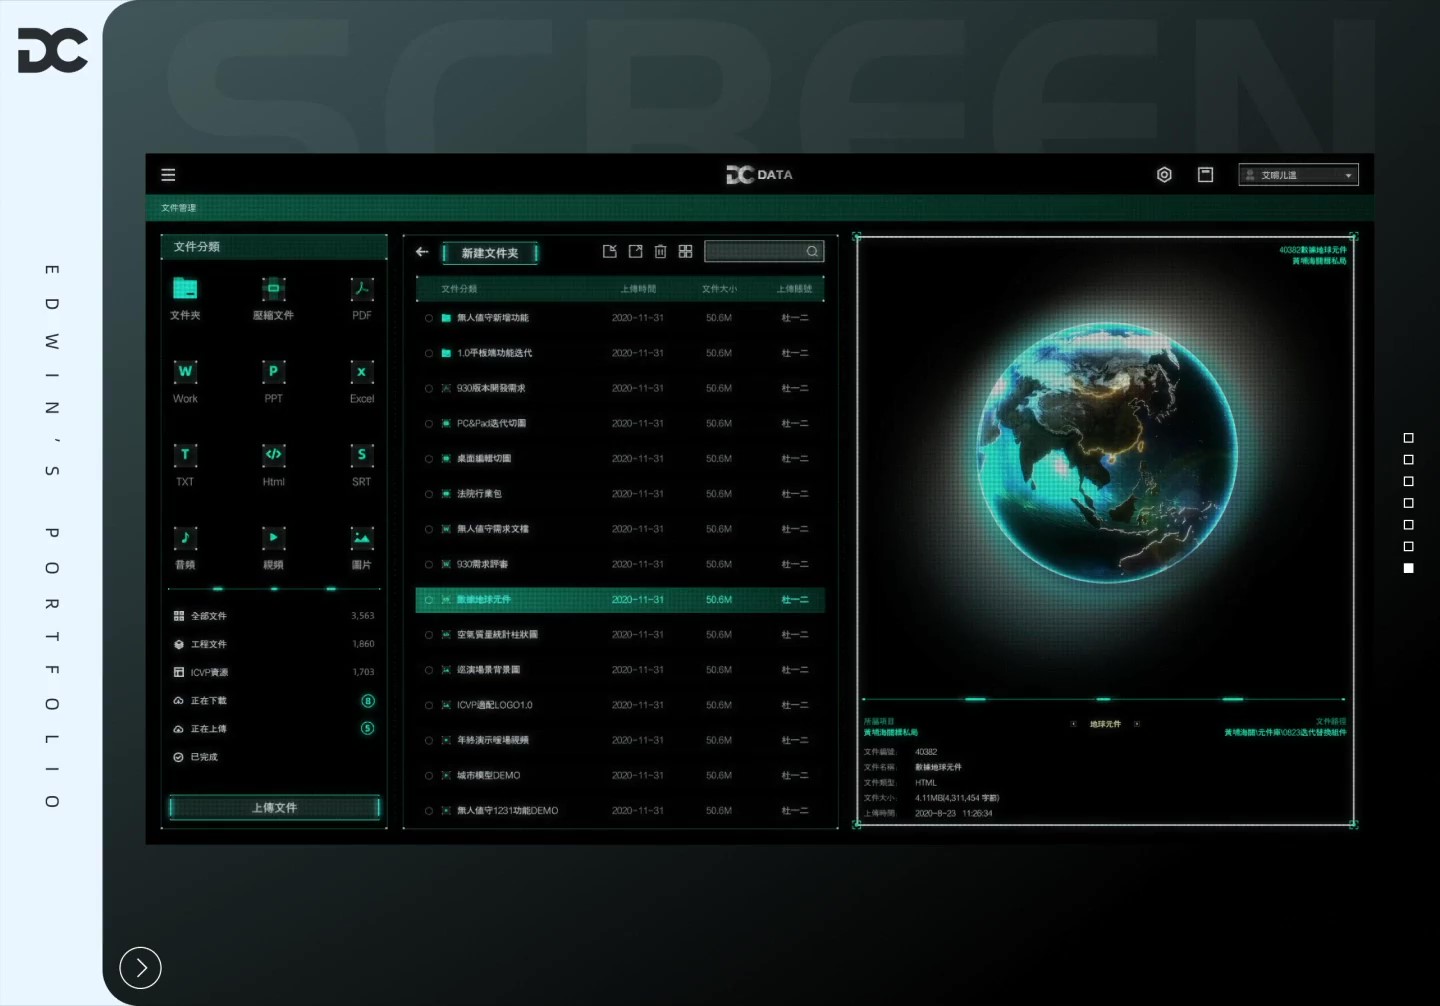 DC
SCREEN
EDWIN'S PORTFOLIO
DC DATA
文件管理
文件分類
文件夾
壓縮文件
PDF
W
P
x
Work
PPT
Excel
T
</>
S
TXT
Html
SRT
音頻
視頻
圖片
全部文件 3,563
工程文件 1,860
ICVP資源 1,703
正在下載 8
正在上傳 5
已完成
上傳文件
新建文件夾
文件分類 上傳時間 文件大小 上傳賬號
無人值守新增功能 2020-11-31 50.6M 杜一二
1.0平板端功能迭代 2020-11-31 50.6M 杜一二
930版本開發需求 2020-11-31 50.6M 杜一二
PC&Pad迭代切圖 2020-11-31 50.6M 杜一二
桌面編輯切圖 2020-11-31 50.6M 杜一二
法院行業包 2020-11-31 50.6M 杜一二
無人值守需求文檔 2020-11-31 50.6M 杜一二
930需求評審 2020-11-31 50.6M 杜一二
數據地球元件 2020-11-31 50.6M 杜一二
空氣質量統計柱狀圖 2020-11-31 50.6M 杜一二
巡演場景背景圖 2020-11-31 50.6M 杜一二
ICVP適配LOGO1.0 2020-11-31 50.6M 杜一二
年終演示暖場視頻 2020-11-31 50.6M 杜一二
城市模型DEMO 2020-11-31 50.6M 杜一二
無人值守1231功能DEMO 2020-11-31 50.6M 杜一二
40382數據地球元件
黃埔海關緝私局
所屬項目
黃埔海關緝私局
地球元件
文件路徑
黃埔海關\元件庫\0823迭代替換組件
文件編號: 40382
文件名稱: 數據地球元件
文件類型: HTML
文件大小: 4.11MB(4,311,454 字節)
上傳時間: 2020-8-23 11:26:34